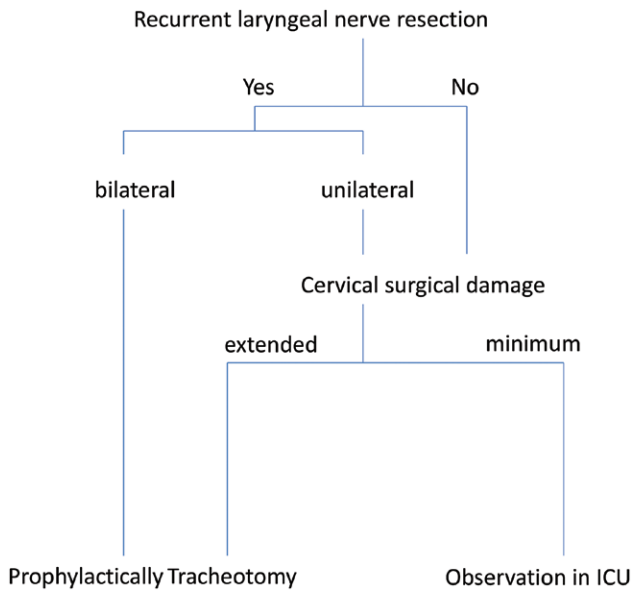 Recurrent laryngeal nerve resection
Yes
No
bilateral
unilateral
Cervical surgical damage
extended
minimum
Prophylactically Tracheotomy
Observation in ICU